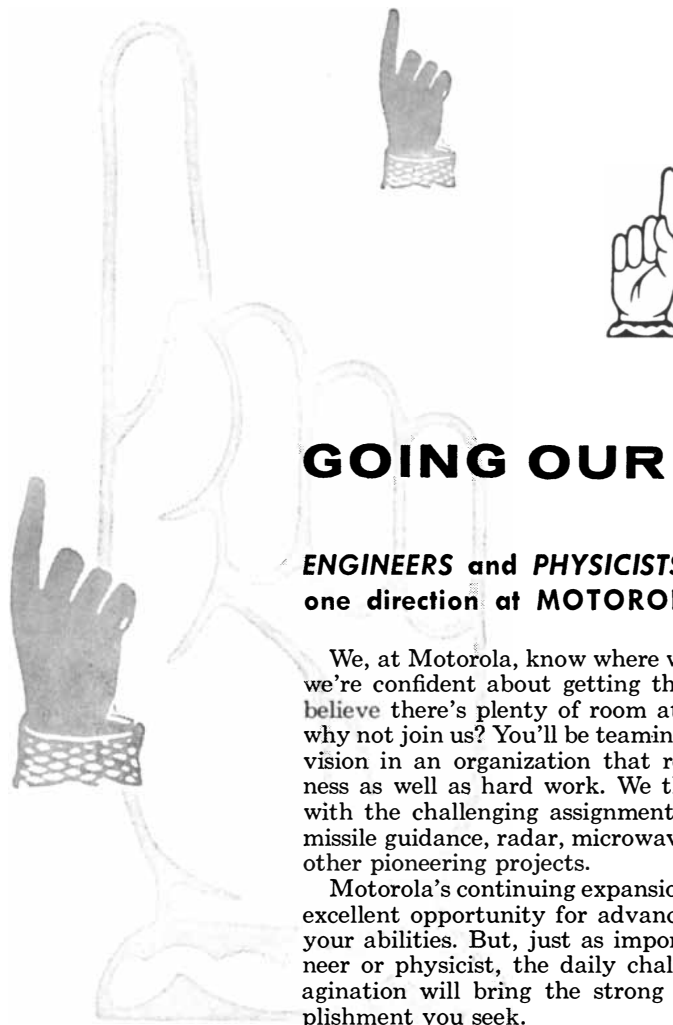 GOING OUR
ENGINEERS and PHYSICISTS
one direction at MOTOROL
We, at Motorola, know where w
we're confident about getting th
believe there's plenty of room at
why not join us? You'll be teaming
vision in an organization that re
ness as well as hard work. We th
with the challenging assignment
missile guidance, radar, microwav
other pioneering projects.
Motorola's continuing expansio
excellent opportunity for advanc
your abilities. But, just as impor
neer or physicist, the daily chal
agination will bring the strong
plishment you seek.